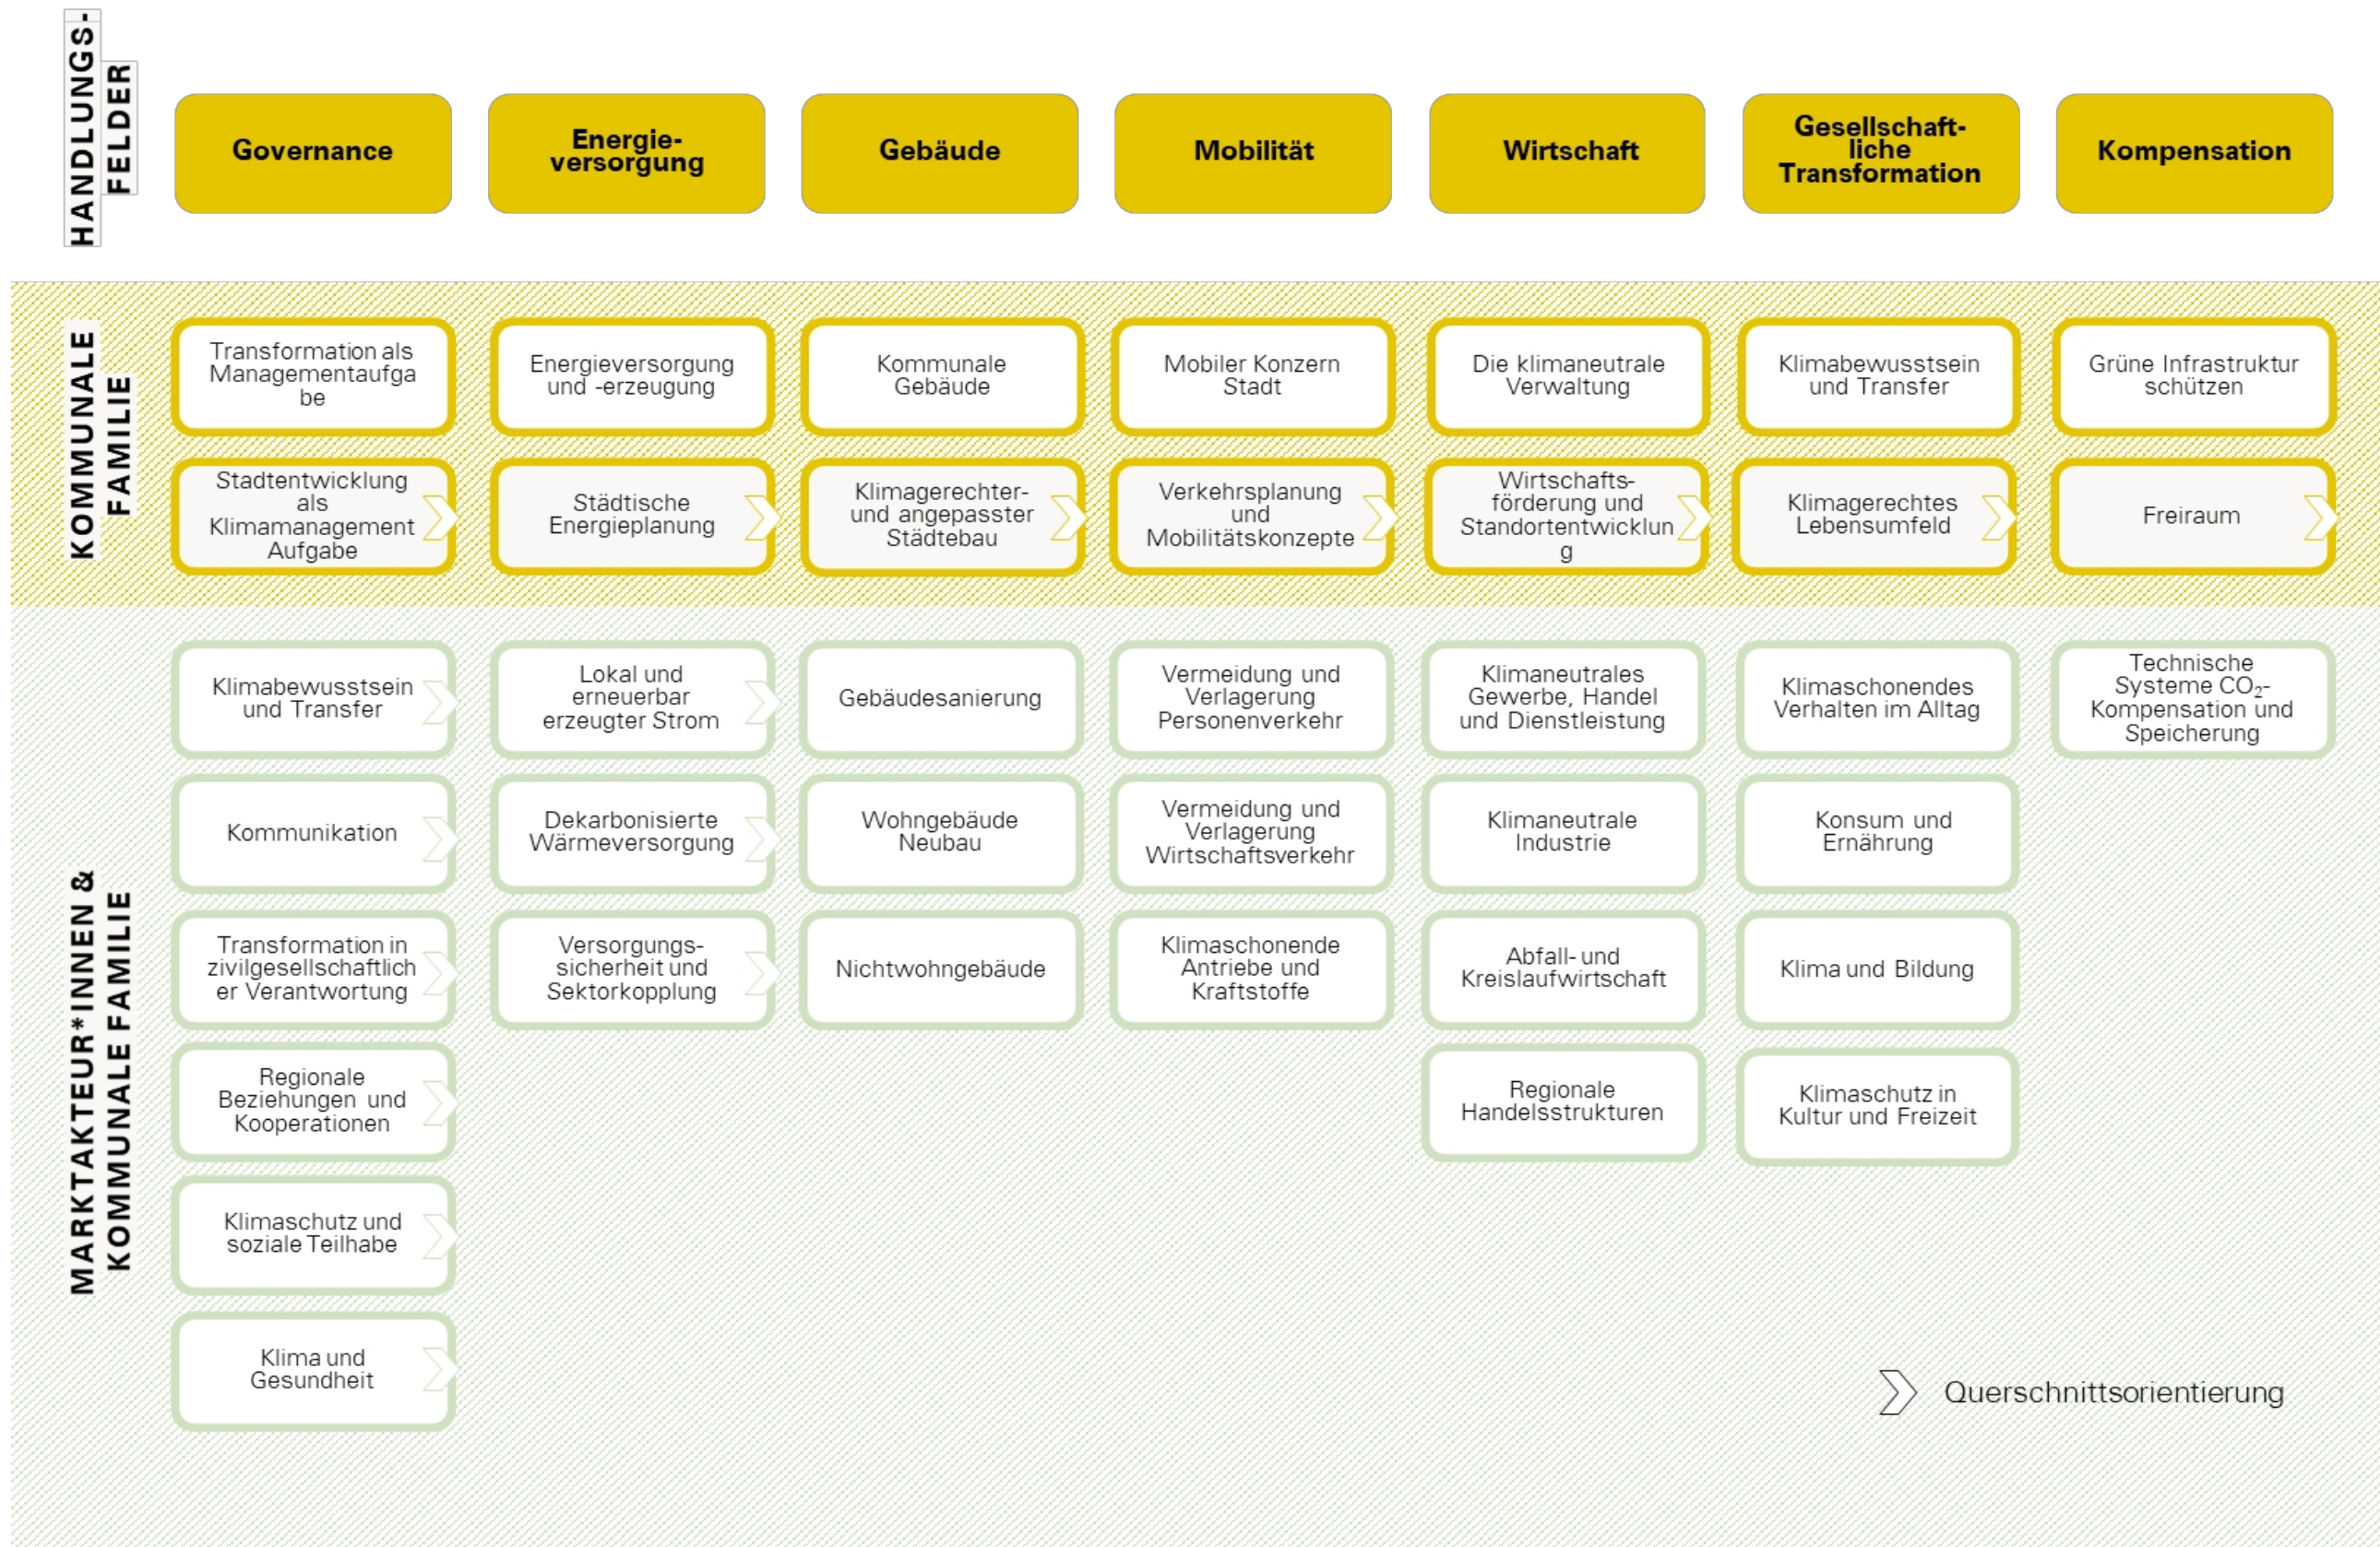 HANDLUNGS-
FELDER
Governance
Energie-
versorgung
Gebäude
Mobilität
Wirtschaft
Gesellschaft-
liche
Transformation
Kompensation
KOMMUNALE
FAMILIE
Transformation als
Managementaufga
be
Energieversorgung
und -erzeugung
Kommunale
Gebäude
Mobiler Konzern
Stadt
Die klimaneutrale
Verwaltung
Klimabewusstsein
und Transfer
Grüne Infrastruktur
schützen
Stadtentwicklung
als
Klimamanagement
Aufgabe
Städtische
Energieplanung
Klimagerechter-
und angepasster
Städtebau
Verkehrsplanung
und
Mobilitätskonzepte
Wirtschafts-
förderung und
Standortentwicklun
g
Klimagerechtes
Lebensumfeld
Freiraum
MARKTAKTEUR*INNEN &
KOMMUNALE FAMILIE
Klimabewusstsein
und Transfer
Lokal und
erneuerbar
erzeugter Strom
Gebäudesanierung
Vermeidung und
Verlagerung
Personenverkehr
Klimaneutrales
Gewerbe, Handel
und Dienstleistung
Klimaschonendes
Verhalten im Alltag
Technische
Systeme CO₂-
Kompensation und
Speicherung
Kommunikation
Dekarbonisierte
Wärmeversorgung
Wohngebäude
Neubau
Vermeidung und
Verlagerung
Wirtschaftsverkehr
Klimaneutrale
Industrie
Konsum und
Ernährung
Transformation in
zivilgesellschaftlich
er Verantwortung
Versorgungs-
sicherheit und
Sektorkopplung
Nichtwohngebäude
Klimaschonende
Antriebe und
Kraftstoffe
Abfall- und
Kreislaufwirtschaft
Klima und Bildung
Regionale
Beziehungen und
Kooperationen
Regionale
Handelsstrukturen
Klimaschutz in
Kultur und Freizeit
Klimaschutz und
soziale Teilhabe
Klima und
Gesundheit
Querschnittsorientierung